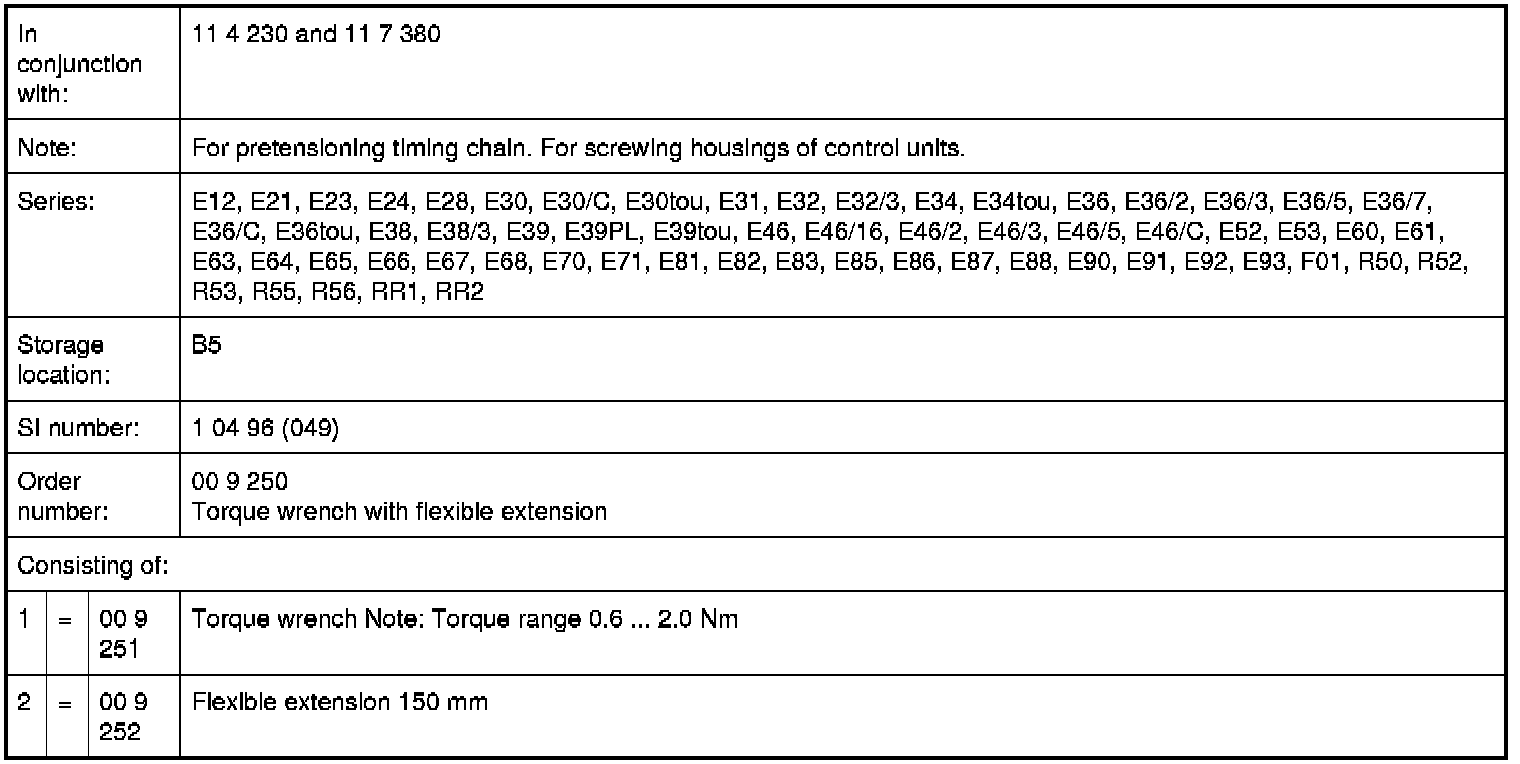 In
conjunction
with:
11 4 230 and 11 7 380
Note:
For pretensioning timing chain. For screwing housings of control units.
Series:
E12, E21, E23, E24, E28, E30, E30/C, E30tou, E31, E32, E32/3, E34, E34tou, E36, E36/2, E36/3, E36/5, E36/7,
E36/C, E36tou, E38, E38/3, E39, E39PL, E39tou, E46, E46/16, E46/2, E46/3, E46/5, E46/C, E52, E53, E60, E61,
E63, E64, E65, E66, E67, E68, E70, E71, E81, E82, E83, E85, E86, E87, E88, E90, E91, E92, E93, F01, R50, R52,
R53, R55, R56, RR1, RR2
Storage
location:
B5
SI number:
1 04 96 (049)
Order
number:
00 9 250
Torque wrench with flexible extension
Consisting of:
1 = 00 9
251
Torque wrench Note: Torque range 0.6 ... 2.0 Nm
2 = 00 9
252
Flexible extension 150 mm